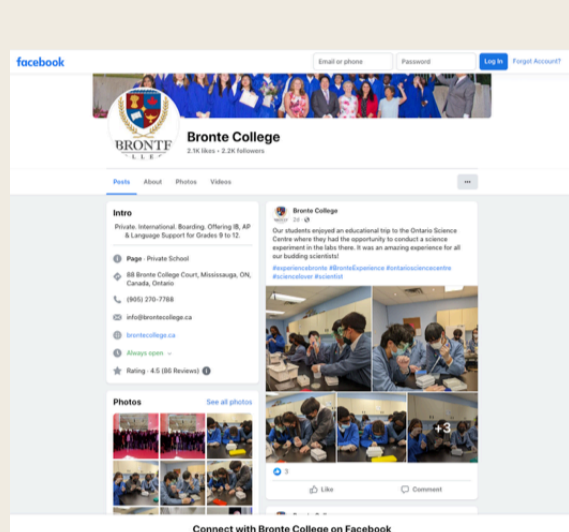 facebook
Email or phone
Password
Log In
Forgot Account?
BRONTE
Bronte College
2.1K likes • 2.2K followers
Posts
About
Photos
Videos
Intro
Private. International. Boarding. Offering IB, AP
& Language Support for Grades 9 to 12.
Page · Private School
88 Bronte College Court, Mississauga, ON,
Canada, Ontario
(905) 270-7788
info@brontecollege.ca
brontecollege.ca
Always open
Rating · 4.5 (86 Reviews)
Photos
See all photos
Bronte College
2d
Our students enjoyed an educational trip to the Ontario Science
Centre where they had the opportunity to conduct a science
experiment in the labs there. It was an amazing experience for all
our budding scientists!
#experiencebronte #BronteExperience #ontariosciencecentre
#sciencelover #scientist
+3
3
Like
Comment
Connect with Bronte College on Facebook